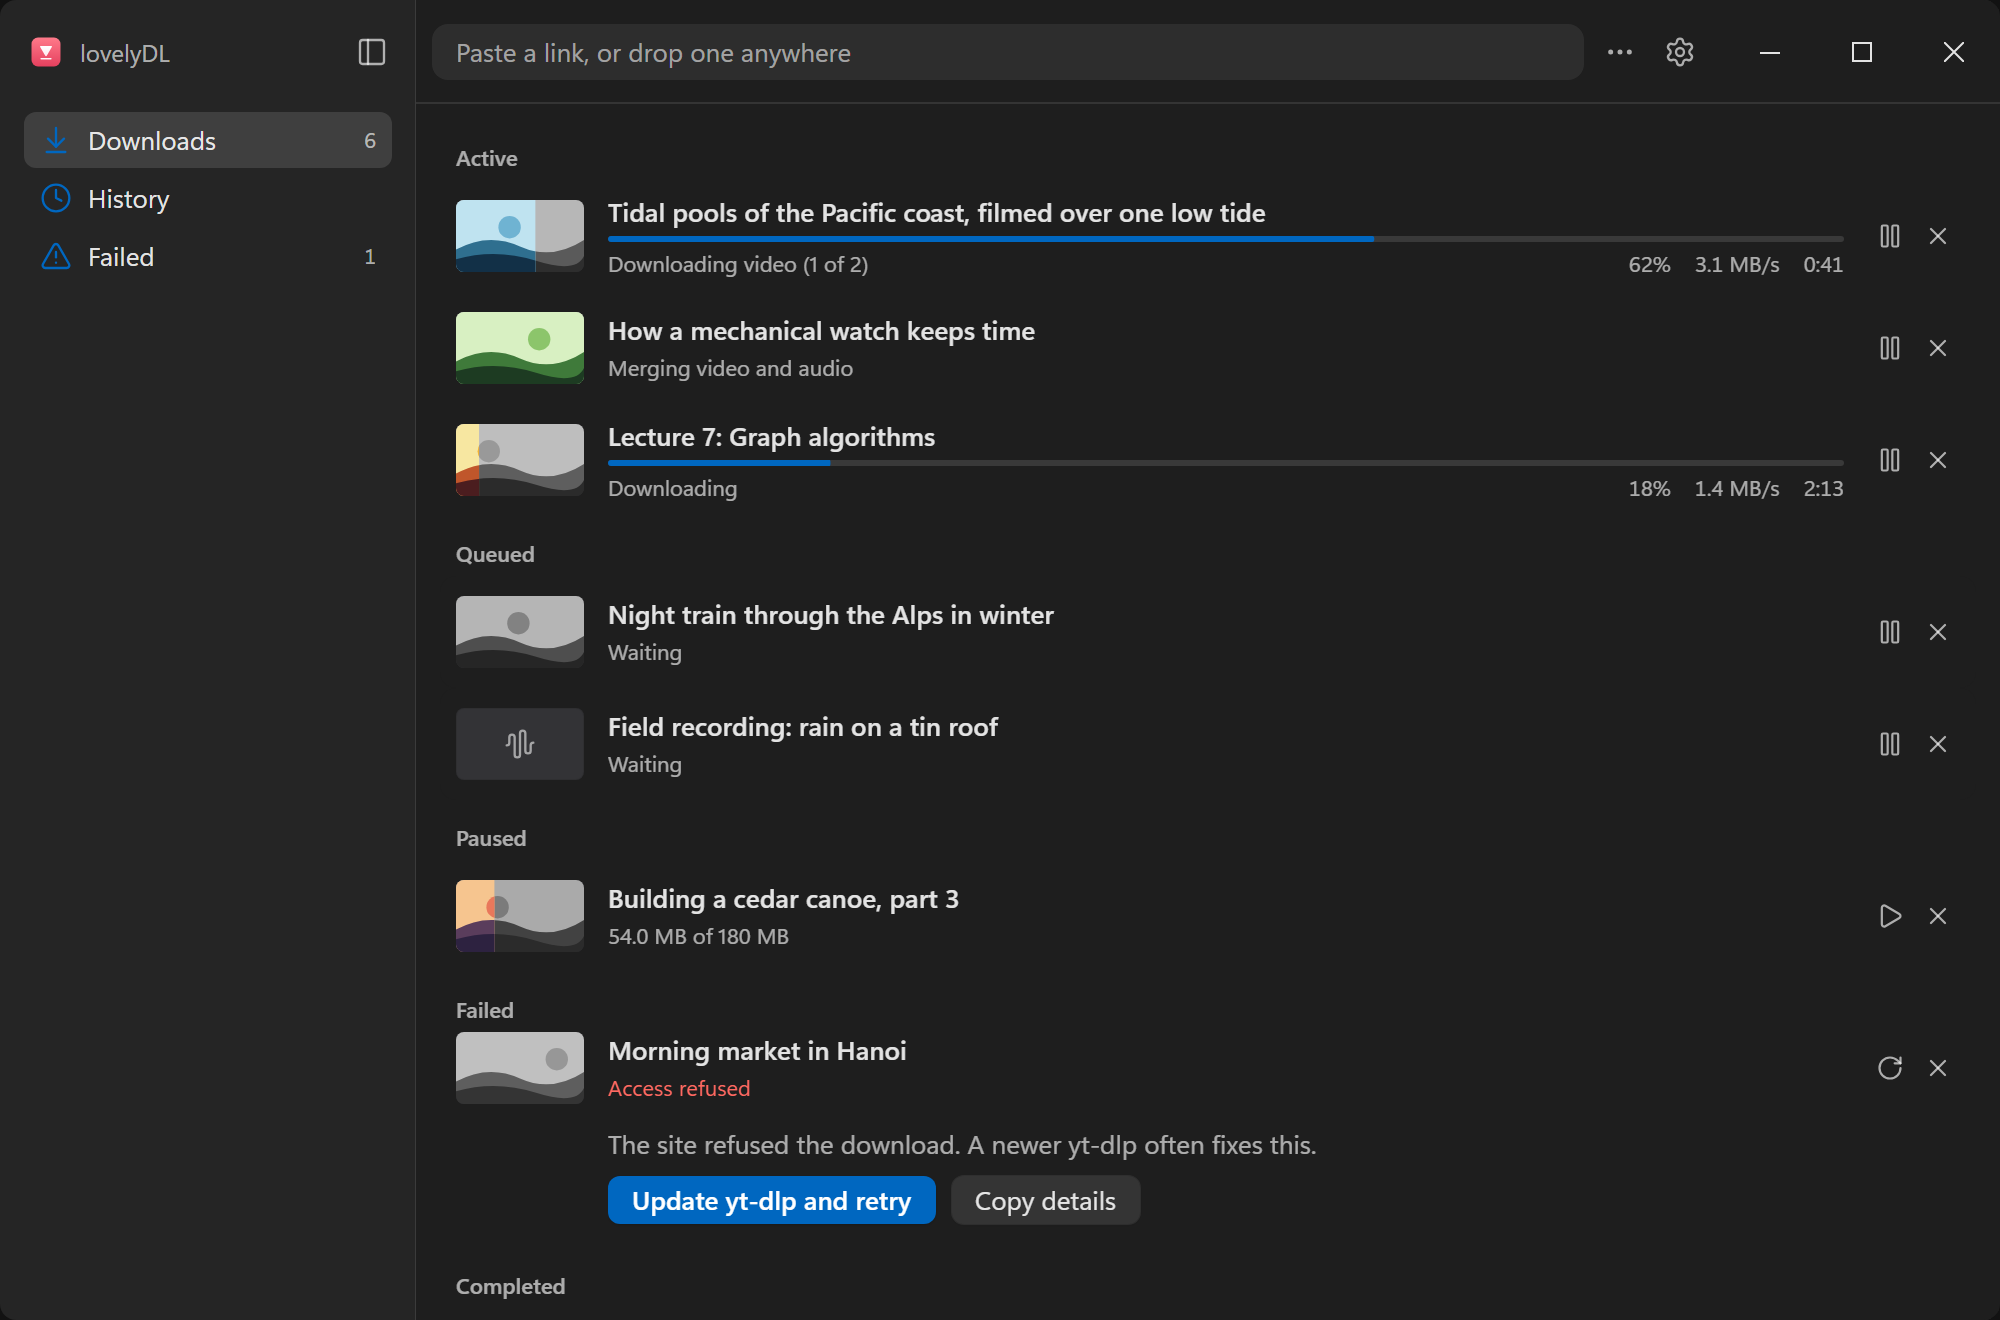 lovelyDL
Paste a link, or drop one anywhere
Downloads 6
History
Failed 1
Active
Tidal pools of the Pacific coast, filmed over one low tide
Downloading video (1 of 2) 62% 3.1 MB/s 0:41
How a mechanical watch keeps time
Merging video and audio
Lecture 7: Graph algorithms
Downloading 18% 1.4 MB/s 2:13
Queued
Night train through the Alps in winter
Waiting
Field recording: rain on a tin roof
Waiting
Paused
Building a cedar canoe, part 3
54.0 MB of 180 MB
Failed
Morning market in Hanoi
Access refused
The site refused the download. A newer yt-dlp often fixes this.
Update yt-dlp and retry Copy details
Completed